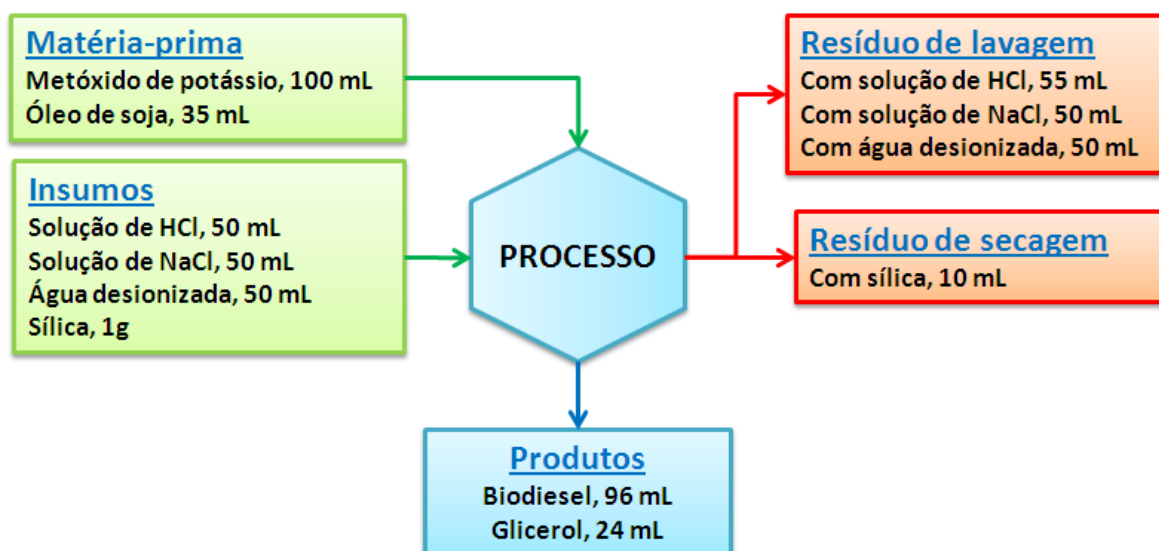 Matéria-prima
Metóxido de potássio, 100 mL
Óleo de soja, 35 mL
Insumos
Solução de HCl, 50 mL
Solução de NaCl, 50 mL
Água desionizada, 50 mL
Sílica, 1g
PROCESSO
Resíduo de lavagem
Com solução de HCl, 55 mL
Com solução de NaCl, 50 mL
Com água desionizada, 50 mL
Resíduo de secagem
Com sílica, 10 mL
Produtos
Biodiesel, 96 mL
Glicerol, 24 mL